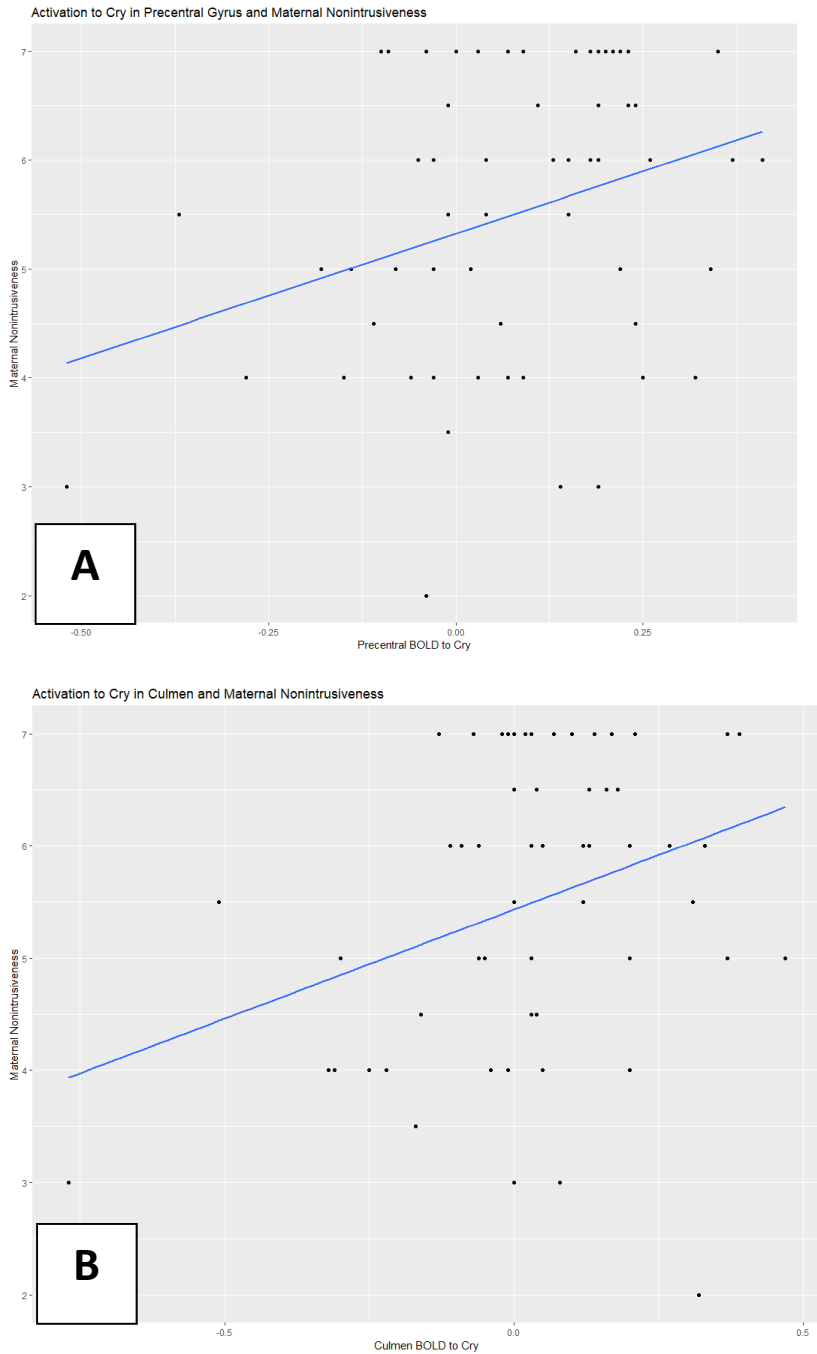 Activation to Cry in Precentral Gyrus and Maternal Nonintrusiveness
Maternal Nonintrusiveness
7
6
5
4
3
2
A
-0.50 -0.25 0.00 0.25
Precentral BOLD to Cry
Activation to Cry in Culmen and Maternal Nonintrusiveness
Maternal Nonintrusiveness
7
6
5
4
3
2
B
-0.5 0.0 0.5
Culmen BOLD to Cry